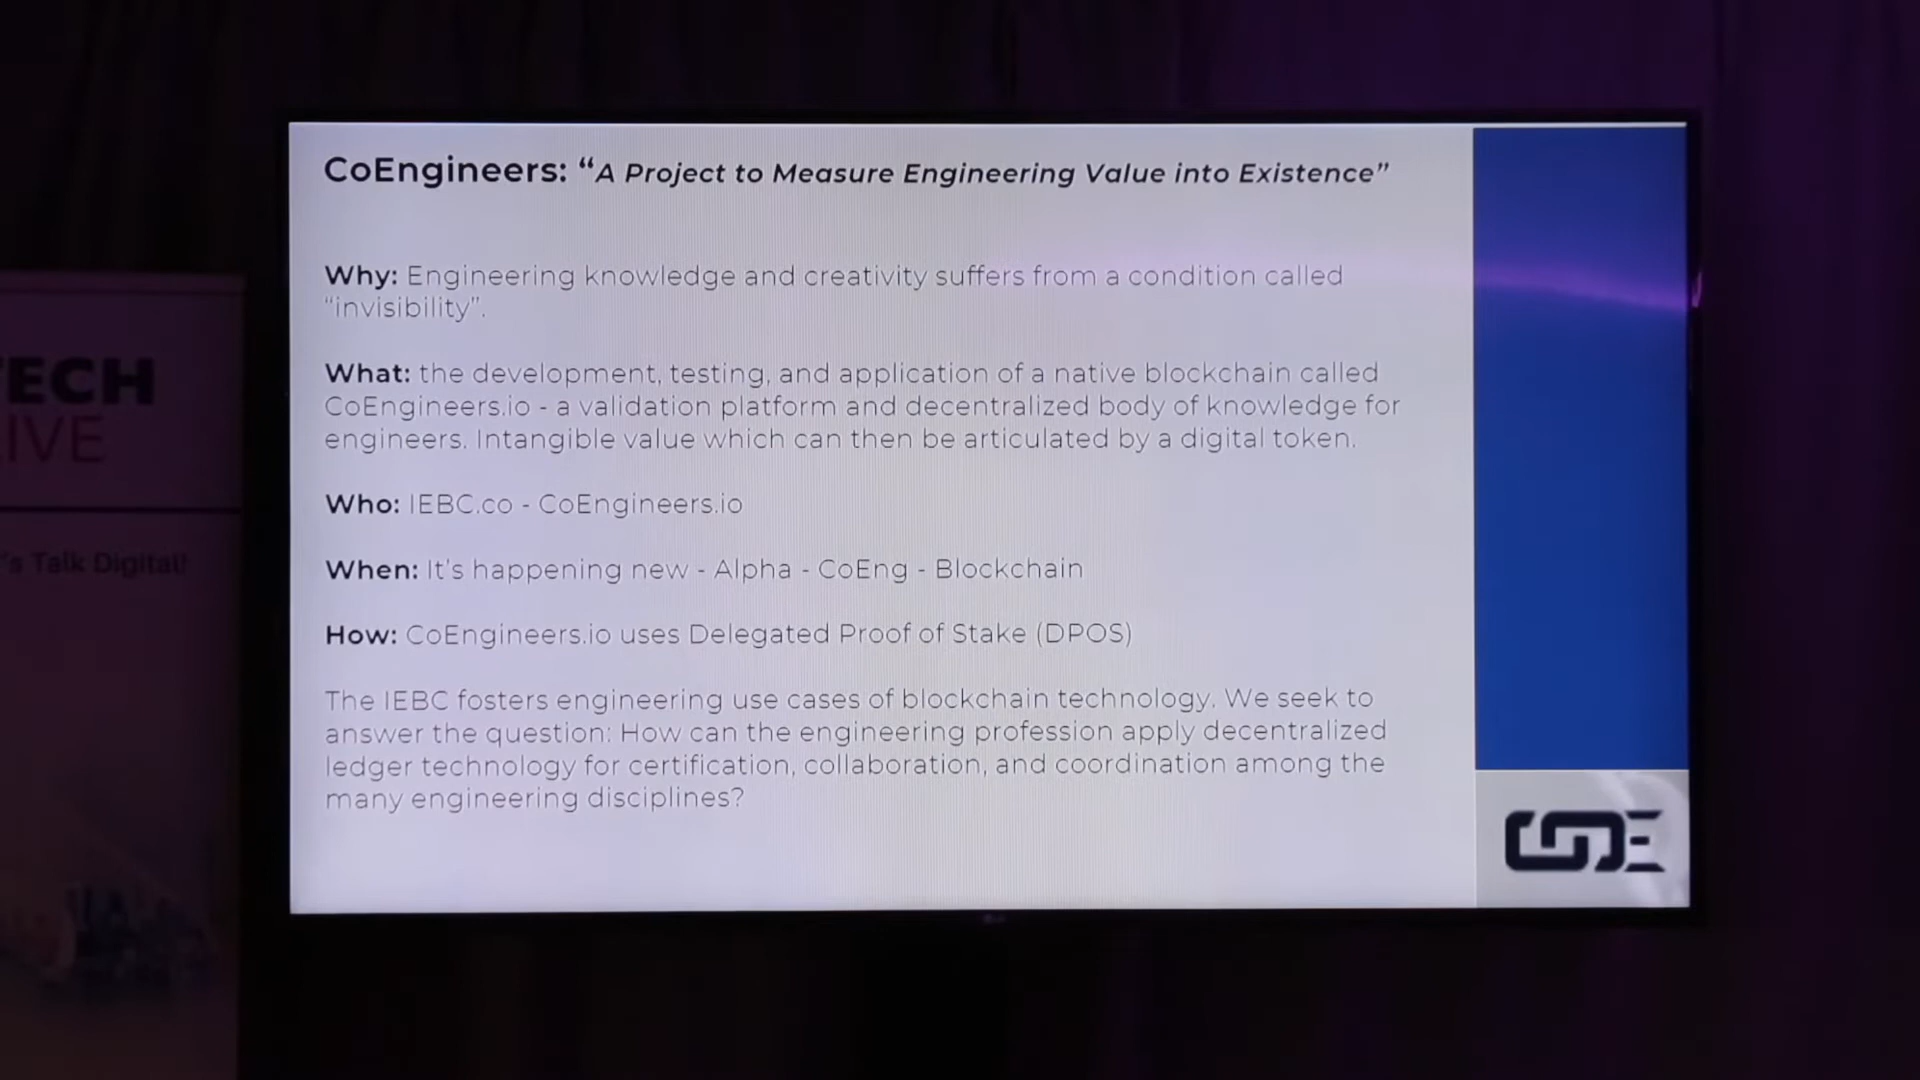 CoEngineers: “A Project to Measure Engineering Value into Existence”
Why: Engineering knowledge and creativity suffers from a condition called
“invisibility”.
What: the development, testing, and application of a native blockchain called
CoEngineers.io - a validation platform and decentralized body of knowledge for
engineers. Intangible value which can then be articulated by a digital token.
Who: IEBC.co - CoEngineers.io
When: It’s happening new - Alpha - CoEng - Blockchain
How: CoEngineers.io uses Delegated Proof of Stake (DPOS)
The IEBC fosters engineering use cases of blockchain technology. We seek to
answer the question: How can the engineering profession apply decentralized
ledger technology for certification, collaboration, and coordination among the
many engineering disciplines?
TECH
IVE
's Talk Digital!